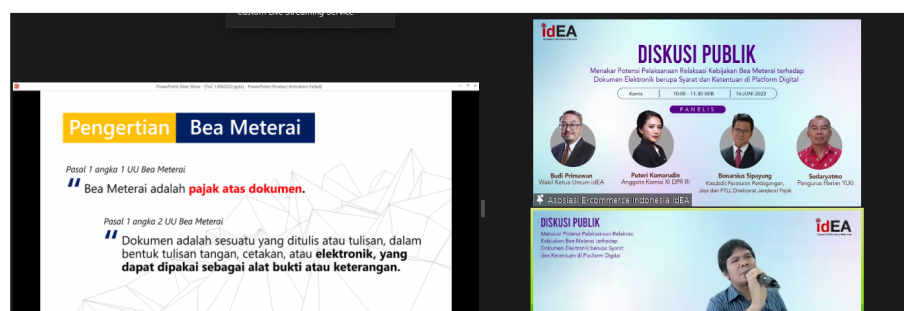 Custom Live Streaming Service
PowerPoint Slide Show - [TnC 13062022.pptx] - PowerPoint (Product Activation Failed)
Pengertian Bea Meterai
Pasal 1 angka 1 UU Bea Meterai
" Bea Meterai adalah pajak atas dokumen.
Pasal 1 angka 2 UU Bea Meterai
" Dokumen adalah sesuatu yang ditulis atau tulisan, dalam
bentuk tulisan tangan, cetakan, atau elektronik, yang
dapat dipakai sebagai alat bukti atau keterangan.
idEA
DISKUSI PUBLIK
Menakar Potensi Pelaksanaan Relaksasi Kebijakan Bea Meterai terhadap
Dokumen Elektronik berupa Syarat dan Ketentuan di Platform Digital
Kamis 10:00 - 11.30 WIB 16 JUNI 2022
PANELIS
Budi Primawan
Wakil Ketua Umum idEA
Puteri Komarudin
Anggota Komisi XI DPR RI
Bonarsius Sipayung
Kasubdit Peraturan Perdagangan,
Jasa dan PTLL Direktorat Jenderal Pajak
Sudaryatmo
Pengurus Harian YLKI
Asosiasi E-commerce Indonesia idEA
DISKUSI PUBLIK
Menakar Potensi Pelaksanaan Relaksasi
Kebijakan Bea Meterai terhadap
Dokumen Elektronik berupa Syarat
dan Ketentuan di Platform Digital
idEA